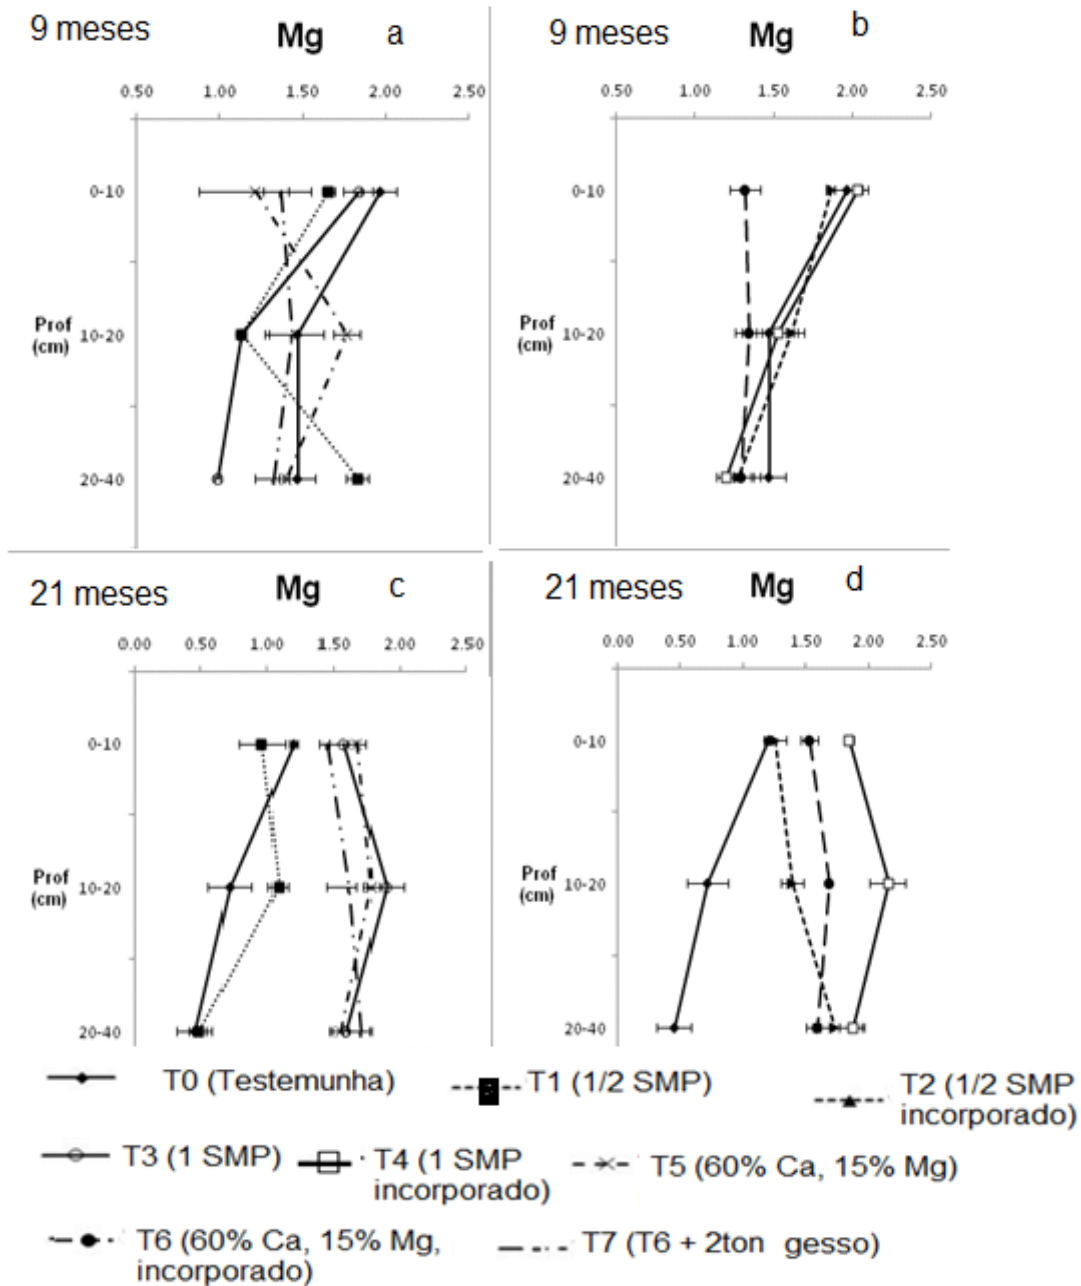 9 meses Mg a
0.50 1.00 1.50 2.00 2.50
0-10
Prof
(cm)
10-20
20-40
9 meses Mg b
0.50 1.00 1.50 2.00 2.50
0-10
Prof
(cm)
10-20
20-40
21 meses Mg c
0.00 0.50 1.00 1.50 2.00 2.50
0-10
Prof
(cm)
10-20
20-40
21 meses Mg d
0.00 0.50 1.00 1.50 2.00 2.50
0-10
Prof
(cm)
10-20
20-40
T0 (Testemunha)
T1 (1/2 SMP)
T2 (1/2 SMP
incorporado)
T3 (1 SMP)
T4 (1 SMP
incorporado)
T5 (60% Ca, 15% Mg)
T6 (60% Ca, 15% Mg,
incorporado)
T7 (T6 + 2ton gesso)